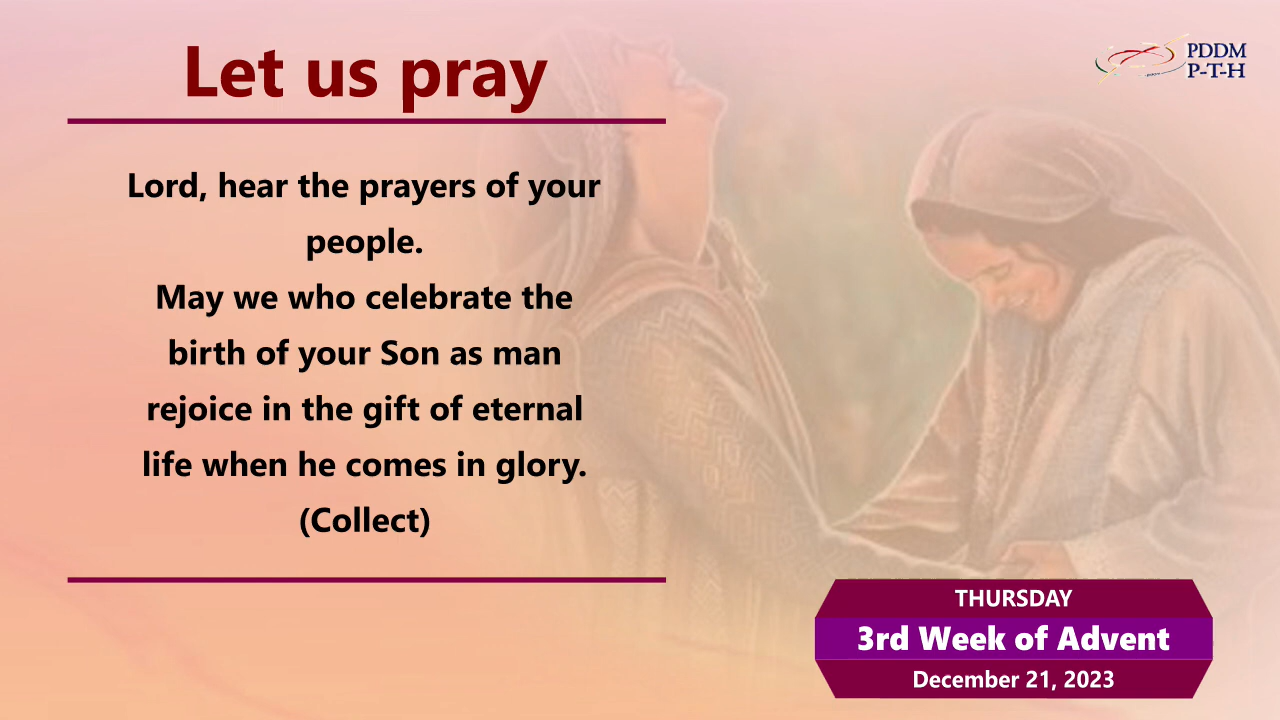 Let us pray
PDDM
P-T-H
Lord, hear the prayers of your
people.
May we who celebrate the
birth of your Son as man
rejoice in the gift of eternal
life when he comes in glory.
(Collect)
THURSDAY
3rd Week of Advent
December 21, 2023